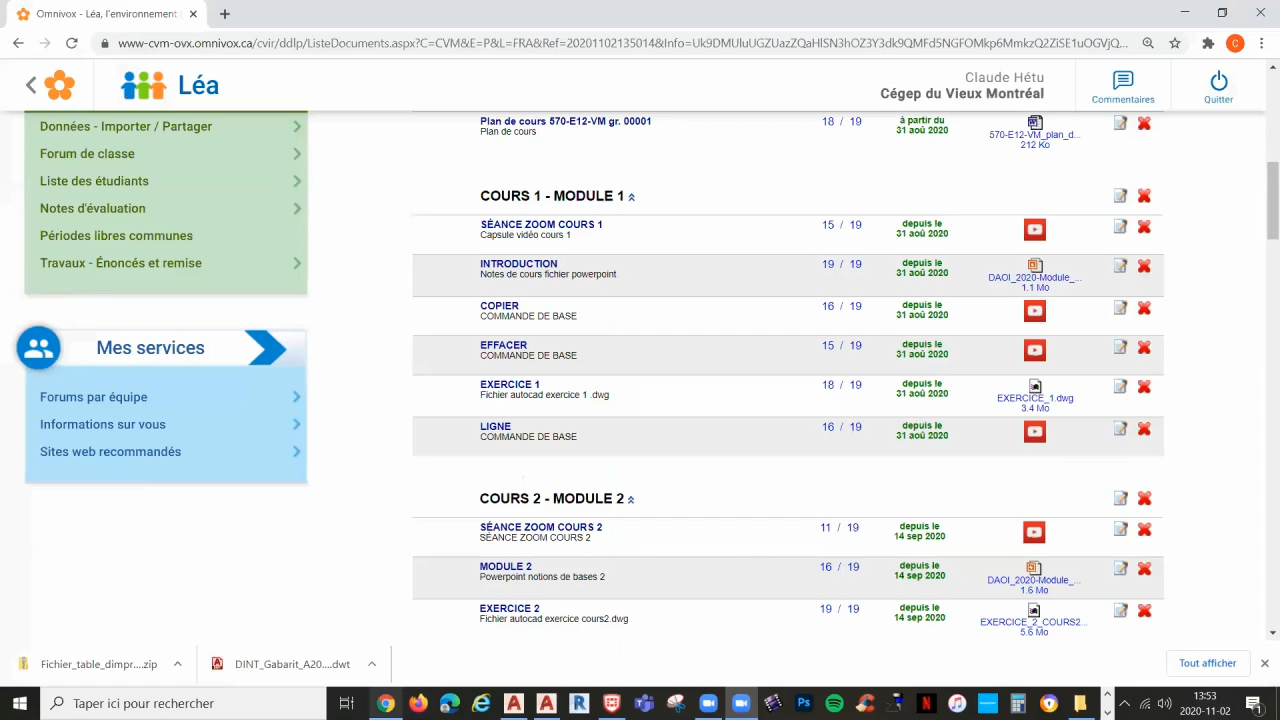 Omnivox - Léa, l'environnement
www-cvm-ovx.omnivox.ca/cvir/ddlp/ListeDocuments.aspx?C=CVM&E=P&L=FRA&Ref=20201102135014&Info=
C
Léa
Claude Hétu
Cégep du Vieux Montréal
Commentaires
Quitter
Données - Importer / Partager
Forum de classe
Liste des étudiants
Notes d'évaluation
Périodes libres communes
Travaux - Énoncés et remise
Mes services
Forums par équipe
Informations sur vous
Sites web recommandés
Plan de cours 570-E12-VM gr. 00001 18 / 19 à partir du
Plan de cours 31 aoû 2020 570-E12-VM_plan_d...
212 Ko
COURS 1 - MODULE 1
SÉANCE ZOOM COURS 1 15 / 19 depuis le
Capsule vidéo cours 1 31 aoû 2020
INTRODUCTION 19 / 19 depuis le
Notes de cours fichier powerpoint 31 aoû 2020 DAOI_2020-Module_...
1.1 Mo
COPIER 16 / 19 depuis le
COMMANDE DE BASE 31 aoû 2020
EFFACER 15 / 19 depuis le
COMMANDE DE BASE 31 aoû 2020
EXERCICE 1 18 / 19 depuis le
Fichier autocad exercice 1 .dwg 31 aoû 2020 EXERCICE_1.dwg
3.4 Mo
LIGNE 16 / 19 depuis le
COMMANDE DE BASE 31 aoû 2020
COURS 2 - MODULE 2
SÉANCE ZOOM COURS 2 11 / 19 depuis le
SÉANCE ZOOM COURS 2 14 sep 2020
MODULE 2 16 / 19 depuis le
Powerpoint notions de bases 2 14 sep 2020 DAOI_2020-Module_...
1.6 Mo
EXERCICE 2 19 / 19 depuis le
Fichier autocad exercice cours2.dwg 14 sep 2020 EXERCICE_2_COURS2...
5.6 Mo
Fichier_table_dimpr....zip
DINT_Gabarit_A20....dwt
Tout afficher
Taper ici pour rechercher
13:53
2020-11-02